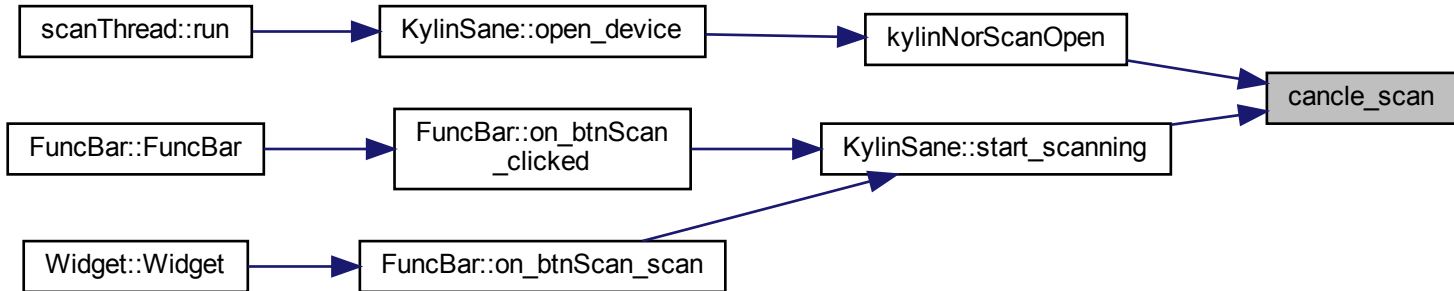 scanThread::run
KylinSane::open_device
kylinNorScanOpen
cancle_scan
FuncBar::FuncBar
FuncBar::on_btnScan
_clicked
KylinSane::start_scanning
Widget::Widget
FuncBar::on_btnScan_scan